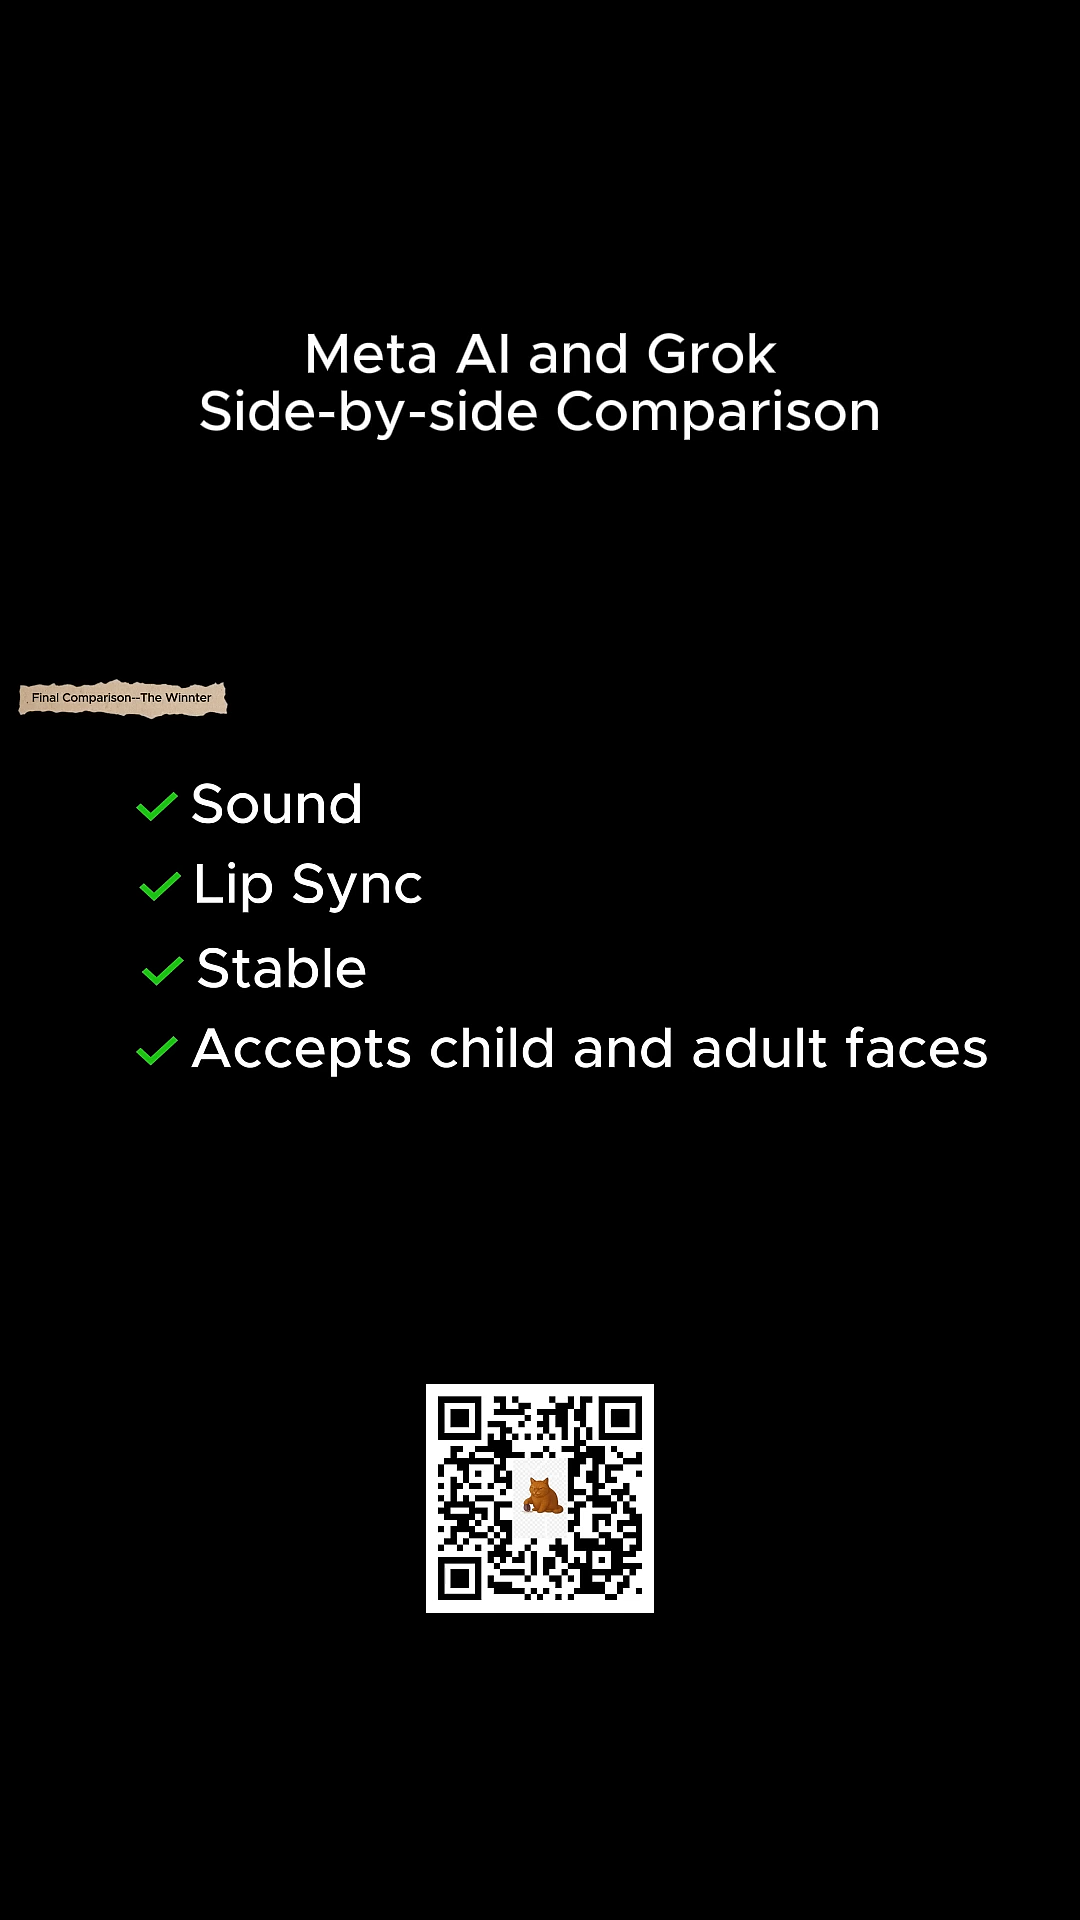 Meta AI and Grok
Side-by-side Comparison
Final Comparison--The Winnter
Sound
Lip Sync
Stable
Accepts child and adult faces